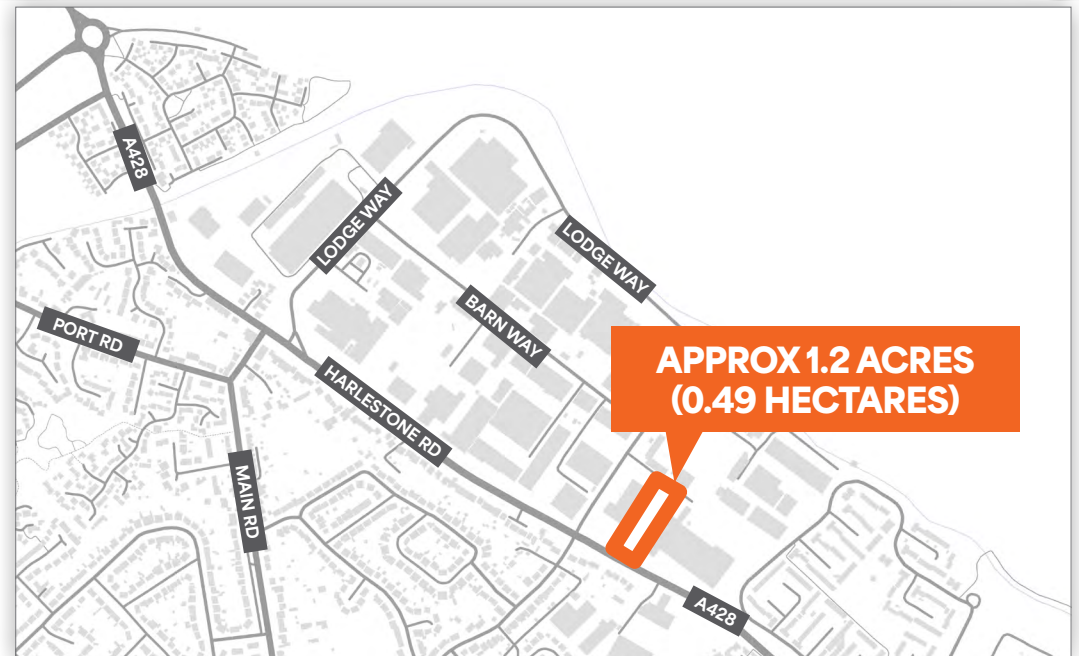 A428
LODGE WAY
LODGE WAY
BARN WAY
PORT RD
HARLESTONE RD
APPROX 1.2 ACRES
(0.49 HECTARES)
MAIN RD
A428